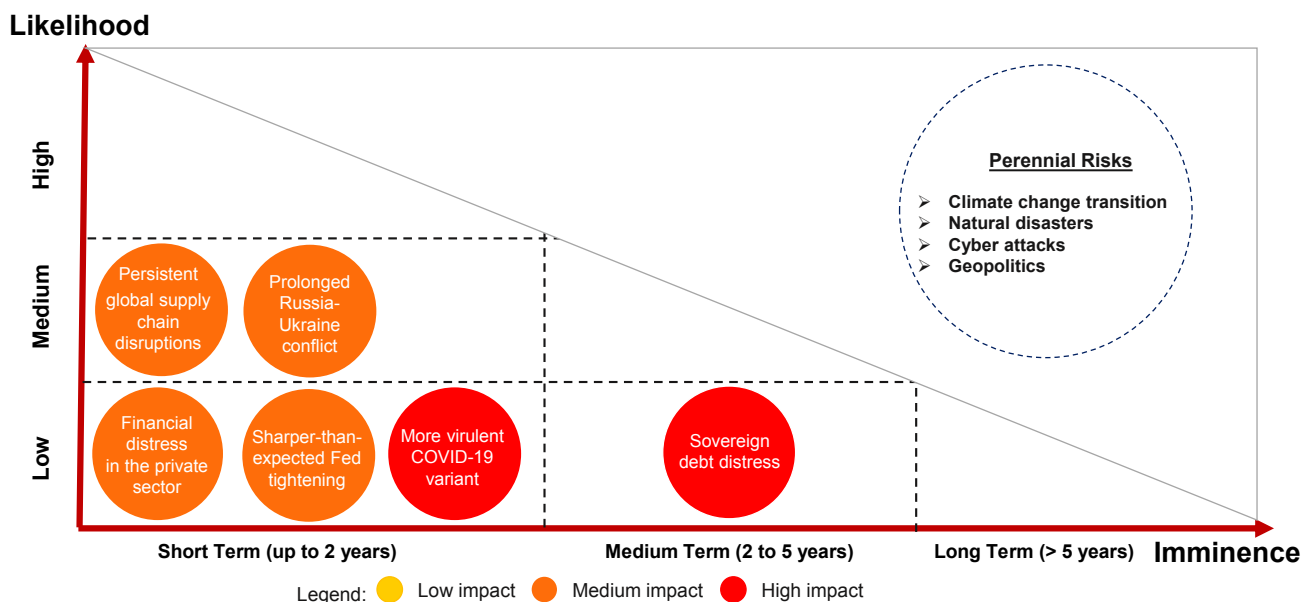 Likelihood
High
Medium
Low
Perennial Risks
➢ Climate change transition
➢ Natural disasters
➢ Cyber attacks
➢ Geopolitics
Persistent
global supply
chain
disruptions
Prolonged
Russia-
Ukraine
conflict
Financial
distress
in the private
sector
Sharper-than-
expected Fed
tightening
More virulent
COVID-19
variant
Sovereign
debt distress
Short Term (up to 2 years)
Medium Term (2 to 5 years)
Long Term (> 5 years)
Imminence
Legend: Low impact Medium impact High impact